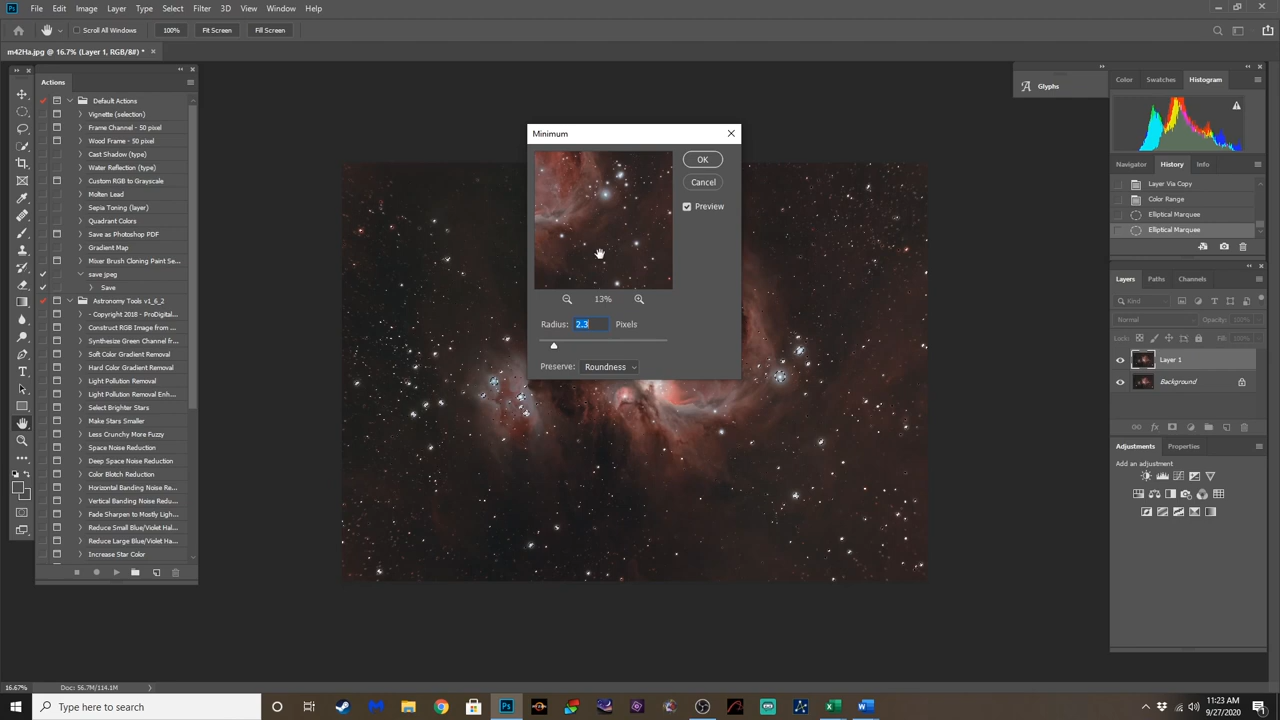 File Edit Image Layer Type Select Filter 3D View Window Help
Scroll All Windows 100% Fit Screen Fill Screen
m42Ha.jpg @ 16.7% (Layer 1, RGB/8#) *
Actions
Default Actions
Vignette (selection)
Frame Channel - 50 pixel
Wood Frame - 50 pixel
Cast Shadow (type)
Water Reflection (type)
Custom RGB to Grayscale
Molten Lead
Sepia Toning (layer)
Quadrant Colors
Save as Photoshop PDF
Gradient Map
Mixer Brush Cloning Paint Se...
save jpeg
Save
Astronomy Tools v1_6_2
- Copyright 2018 - ProDigital...
Construct RGB Image from ...
Synthesize Green Channel fr...
Soft Color Gradient Removal
Hard Color Gradient Removal
Light Pollution Removal
Light Pollution Removal Enh...
Select Brighter Stars
Make Stars Smaller
Less Crunchy More Fuzzy
Space Noise Reduction
Deep Space Noise Reduction
Color Blotch Reduction
Horizontal Banding Noise Re...
Vertical Banding Noise Redu...
Fade Sharpen to Mostly Ligh...
Reduce Small Blue/Violet Hal...
Reduce Large Blue/Violet Ha...
Increase Star Color
Minimum
OK
Cancel
Preview
13%
Radius: 2.3 Pixels
Preserve: Roundness
Glyphs
Color Swatches Histogram
Navigator History Info
Layer Via Copy
Color Range
Elliptical Marquee
Elliptical Marquee
Layers Paths Channels
Kind
Normal Opacity: 100%
Lock: Fill: 100%
Layer 1
Background
Adjustments Properties
Add an adjustment
16.67% Doc: 56.7M/114.1M
Type here to search
11:23 AM
9/27/2020